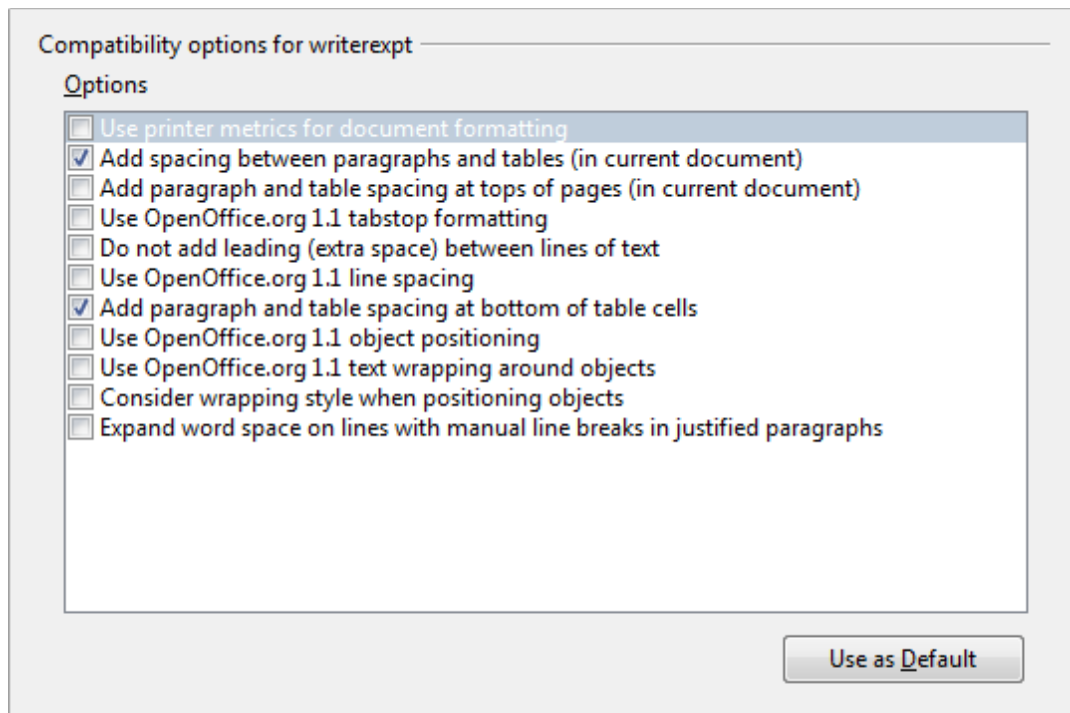 Compatibility options for writerexpt
Options
Use printer metrics for document formatting
Add spacing between paragraphs and tables (in current document)
Add paragraph and table spacing at tops of pages (in current document)
Use OpenOffice.org 1.1 tabstop formatting
Do not add leading (extra space) between lines of text
Use OpenOffice.org 1.1 line spacing
Add paragraph and table spacing at bottom of table cells
Use OpenOffice.org 1.1 object positioning
Use OpenOffice.org 1.1 text wrapping around objects
Consider wrapping style when positioning objects
Expand word space on lines with manual line breaks in justified paragraphs
Use as Default